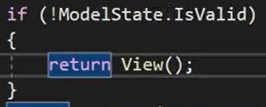 if (!ModelState.IsValid)
{
return View();
}